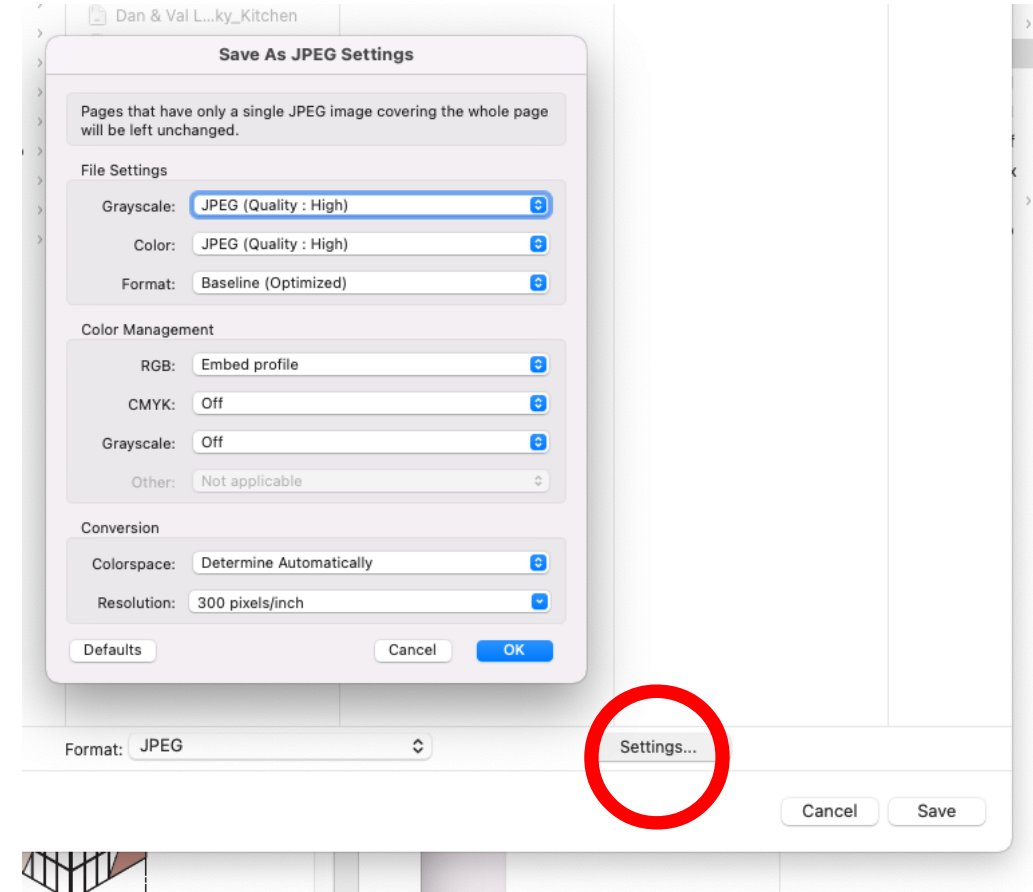 Dan & Val L...ky_Kitchen
Save As JPEG Settings
Pages that have only a single JPEG image covering the whole page
will be left unchanged.
File Settings
Grayscale: JPEG (Quality : High)
Color: JPEG (Quality : High)
Format: Baseline (Optimized)
Color Management
RGB: Embed profile
CMYK: Off
Grayscale: Off
Other: Not applicable
Conversion
Colorspace: Determine Automatically
Resolution: 300 pixels/inch
Defaults Cancel OK
Format: JPEG Settings...
Cancel Save